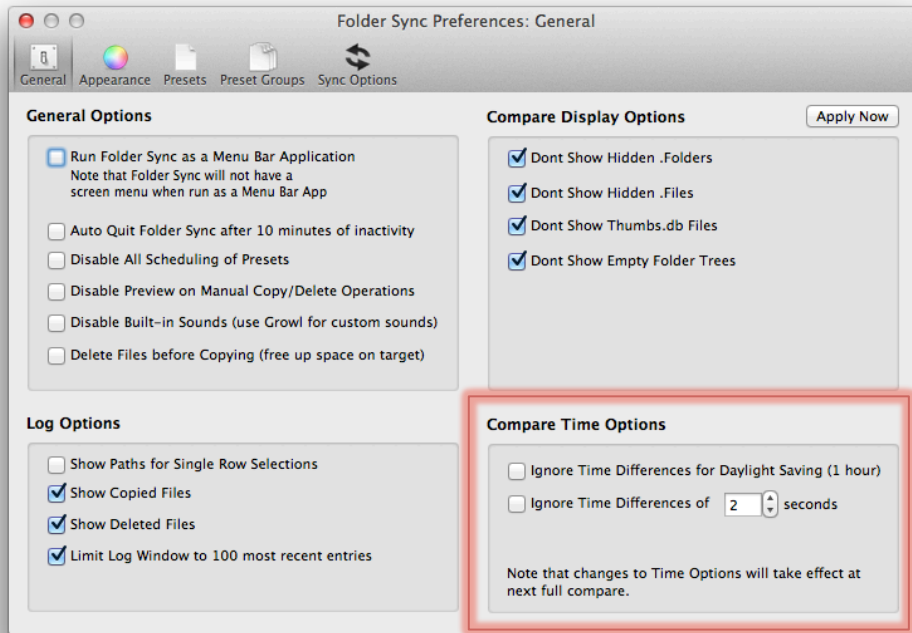 Folder Sync Preferences: General
General
Appearance
Presets
Preset Groups
Sync Options
General Options
Run Folder Sync as a Menu Bar Application
Note that Folder Sync will not have a
screen menu when run as a Menu Bar App
Auto Quit Folder Sync after 10 minutes of inactivity
Disable All Scheduling of Presets
Disable Preview on Manual Copy/Delete Operations
Disable Built-in Sounds (use Growl for custom sounds)
Delete Files before Copying (free up space on target)
Compare Display Options
Apply Now
Dont Show Hidden .Folders
Dont Show Hidden .Files
Dont Show Thumbs.db Files
Dont Show Empty Folder Trees
Log Options
Show Paths for Single Row Selections
Show Copied Files
Show Deleted Files
Limit Log Window to 100 most recent entries
Compare Time Options
Ignore Time Differences for Daylight Saving (1 hour)
Ignore Time Differences of 2 seconds
Note that changes to Time Options will take effect at
next full compare.